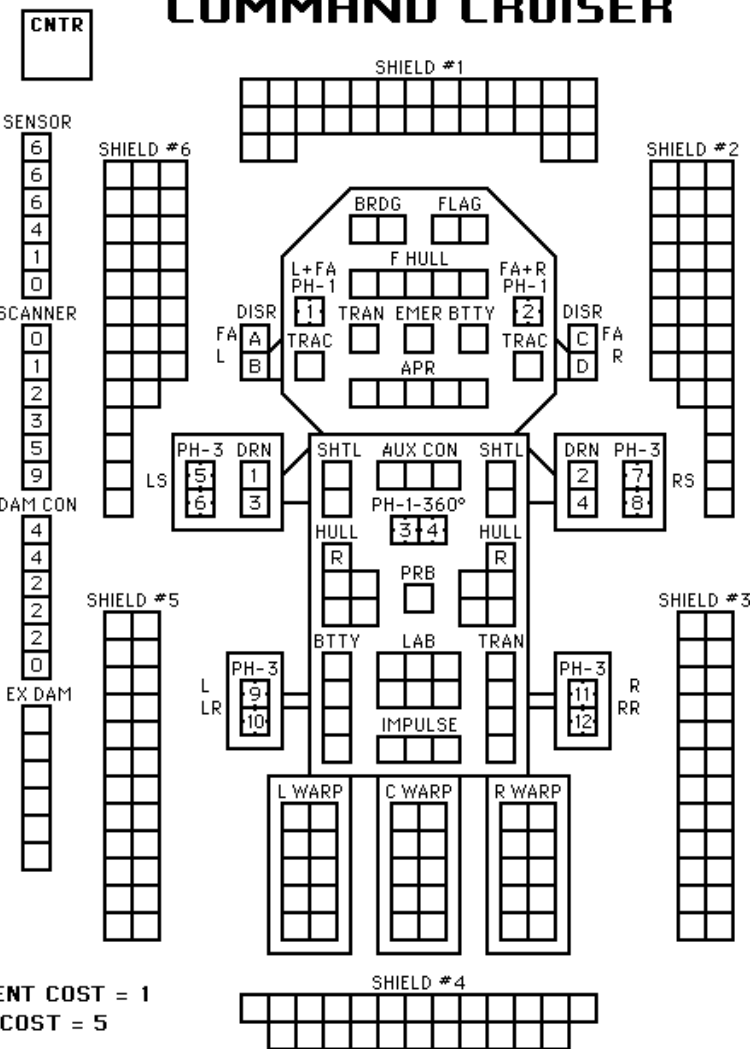 COMMAND CRUISER
CNTR
SHIELD #1
SENSOR
6
6
6
4
1
0
SHIELD #6
SHIELD #2
BRDG FLAG
F HULL
L+FA
PH-1
1
FA+R
PH-1
2
DISR
FA
L
A
B
TRAN EMER BTTY
DISR
C
D
FA
R
TRAC
TRAC
APR
SCANNER
0
1
2
3
5
9
PH-3 DRN
LS
5 1
6 3
SHTL AUX CON SHTL
DRN PH-3
2 7
4 8
RS
PH-1-360°
3 4
HULL
R
HULL
R
PRB
DAM CON
4
4
2
2
2
0
SHIELD #5
SHIELD #3
BTTY LAB TRAN
L
LR
PH-3
9
10
PH-3
11
12
R
RR
IMPULSE
EX DAM
L WARP C WARP R WARP
SHIELD #4
ENT COST = 1
COST = 5